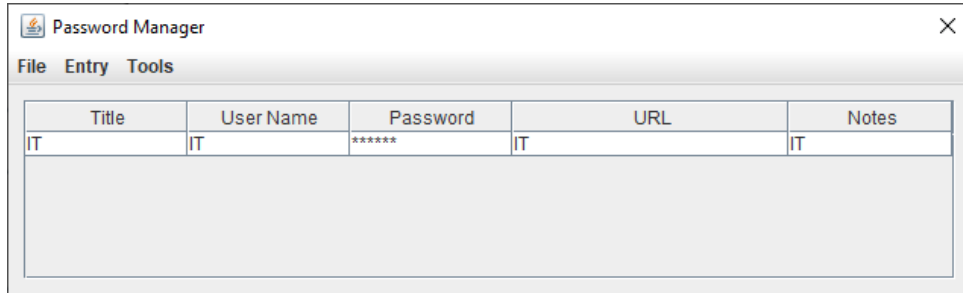 Password Manager
File Entry Tools
Title User Name Password URL Notes
IT IT ****** IT IT